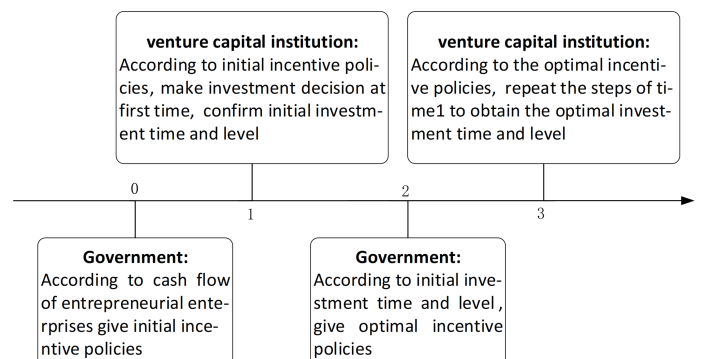 venture capital institution:
According to initial incentive poli-
cies, make investment decision at
first time, confirm initial investm-
ent time and level
venture capital institution:
According to the optimal incenti-
ve policies, repeat the steps of ti-
me1 to obtain the optimal invest-
ment time and level
0
1
2
3
Government:
According to cash flow
of entrepreneurial ente-
rprises give initial ince-
ntive policies
Government:
According to initial inve-
stment time and level,
give optimal incentive
policies